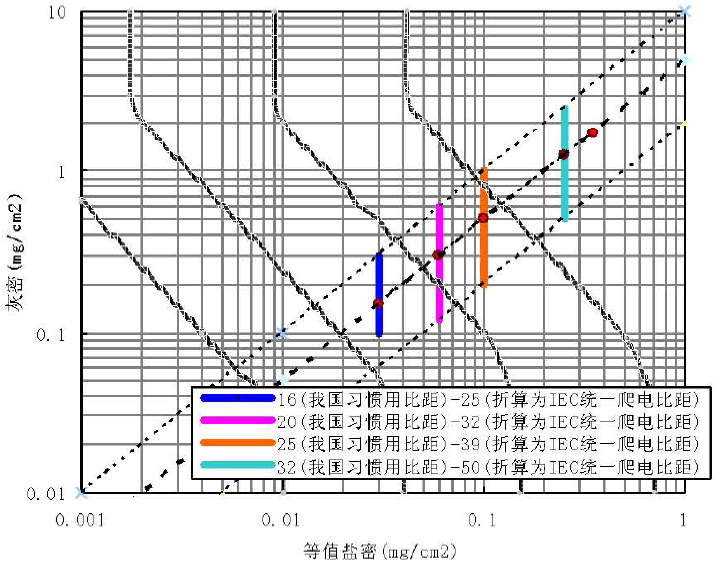 10
1
0.1
0.01
灰密(mg/cm2)
16(我国习惯用比距)-25(折算为IEC统一爬电比距)
20(我国习惯用比距)-32(折算为IEC统一爬电比距)
25(我国习惯用比距)-39(折算为IEC统一爬电比距)
32(我国习惯用比距)-50(折算为IEC统一爬电比距)
0.001 0.01 0.1 1
等值盐密(mg/cm2)